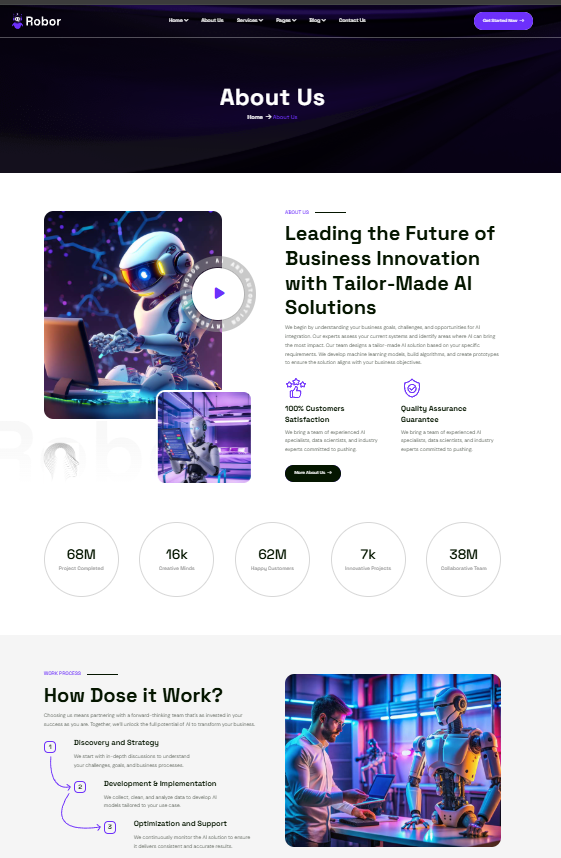 Robor
Home About Us Services Pages Blog Contact Us
Get Started Now →
About Us
Home → About Us
ABOUT US
Leading the Future of
Business Innovation
with Tailor-Made AI
Solutions
We begin by understanding your business goals, challenges, and opportunities for AI
integration. Our experts assess your current systems and identify areas where AI can bring
the most impact. Our team designs a tailor-made AI solution based on your specific
requirements. We develop machine learning models, build algorithms, and create prototypes
to ensure the solution aligns with your business objectives.
100% Customers
Satisfaction
We bring a team of experienced AI
specialists, data scientists, and industry
experts committed to pushing
Quality Assurance
Guarantee
We bring a team of experienced AI
specialists, data scientists, and industry
experts committed to pushing
More About Us →
68M
Project Completed
16k
Creative Minds
62M
Happy Customers
7k
Innovative Projects
38M
Collaborative Team
WORK PROCESS
How Dose it Work?
Choosing us means partnering with a forward-thinking team that's as invested in your
success as you are. Together, we'll unlock the full potential of AI to transform your business.
1
Discovery and Strategy
We start with in-depth discussions to understand
your challenges, goals, and business processes.
2
Development & Implementation
We collect, clean, and analyze data to develop AI
models tailored to your use case.
3
Optimization and Support
We continuously monitor the AI solution to ensure
it delivers consistent and accurate results.